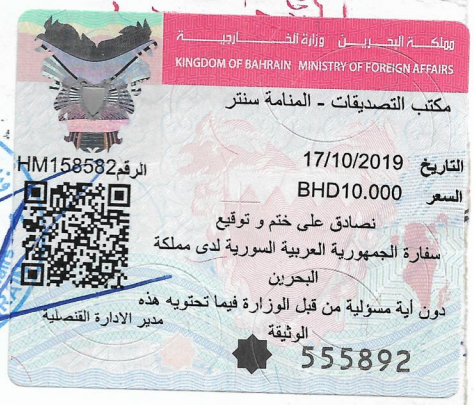 مملكة البحرين وزارة الخارجية
KINGDOM OF BAHRAIN MINISTRY OF FOREIGN AFFAIRS
مكتب التصديقات - المنامة سنتر
التاريخ 17/10/2019
الرقمHM158582
السعر BHD10.000
نصادق على ختم و توقيع
سفارة الجمهورية العربية السورية لدى مملكة
البحرين
دون أية مسؤلية من قبل الوزارة فيما تحتويه هذه
الوثيقة
مدير الادارة القنصلية
555892